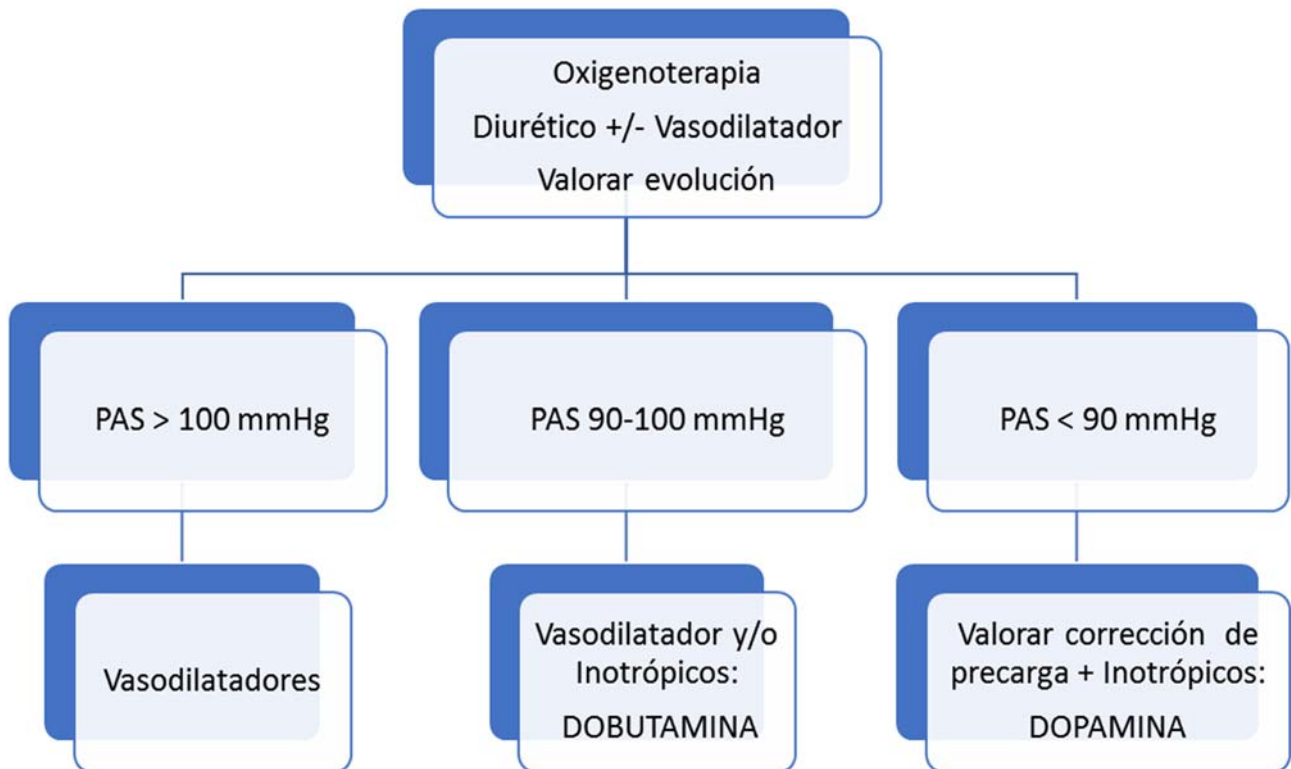 Oxigenoterapia
Diurético +/- Vasodilatador
Valorar evolución
PAS > 100 mmHg
PAS 90-100 mmHg
PAS < 90 mmHg
Vasodilatadores
Vasodilatador y/o
Inotrópicos:
DOBUTAMINA
Valorar corrección de
precarga + Inotrópicos:
DOPAMINA